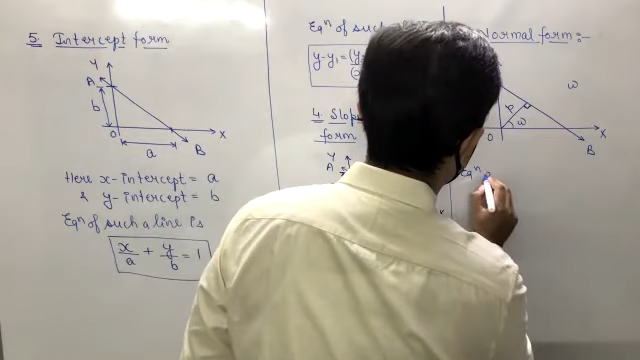 5. Intercept form
Y
A
b
O
a
X
B
Here x-intercept = a
& y-intercept = b
Eqⁿ of such a line is
x/a + y/b = 1
Eqⁿ of such
y-y₁ =
4. Slope
form
Y
A
x
Normal form:-
ω
P
ω
O
X
B
Eqⁿ